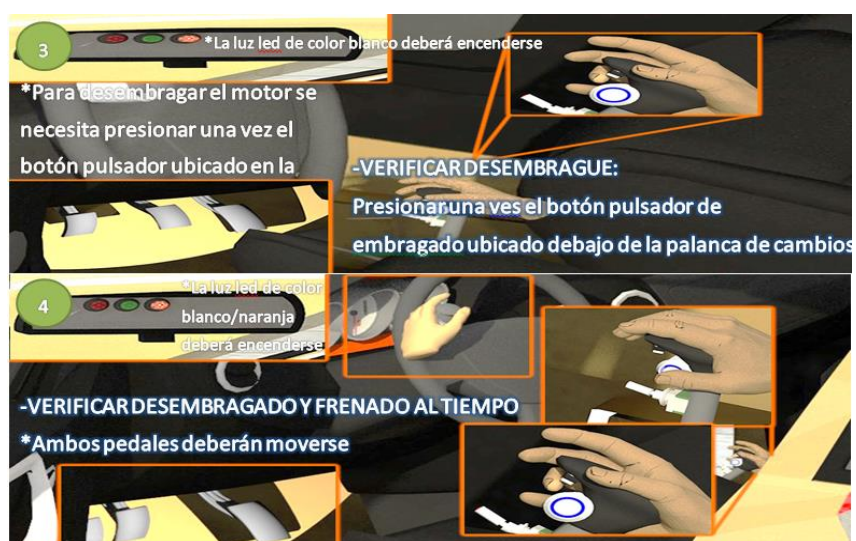 3
*La luz led de color blanco deberá encenderse
*Para desembragar el motor se
necesita presionar una vez el
botón pulsador ubicado en la
-VERIFICAR DESEMBRAGUE:
Presionar una ves el botón pulsador de
embragado ubicado debajo de la palanca de cambios
4
*La luz led de color
blanco/naranja
deberá encenderse
-VERIFICAR DESEMBRAGADO Y FRENADO AL TIEMPO
*Ambos pedales deberán moverse